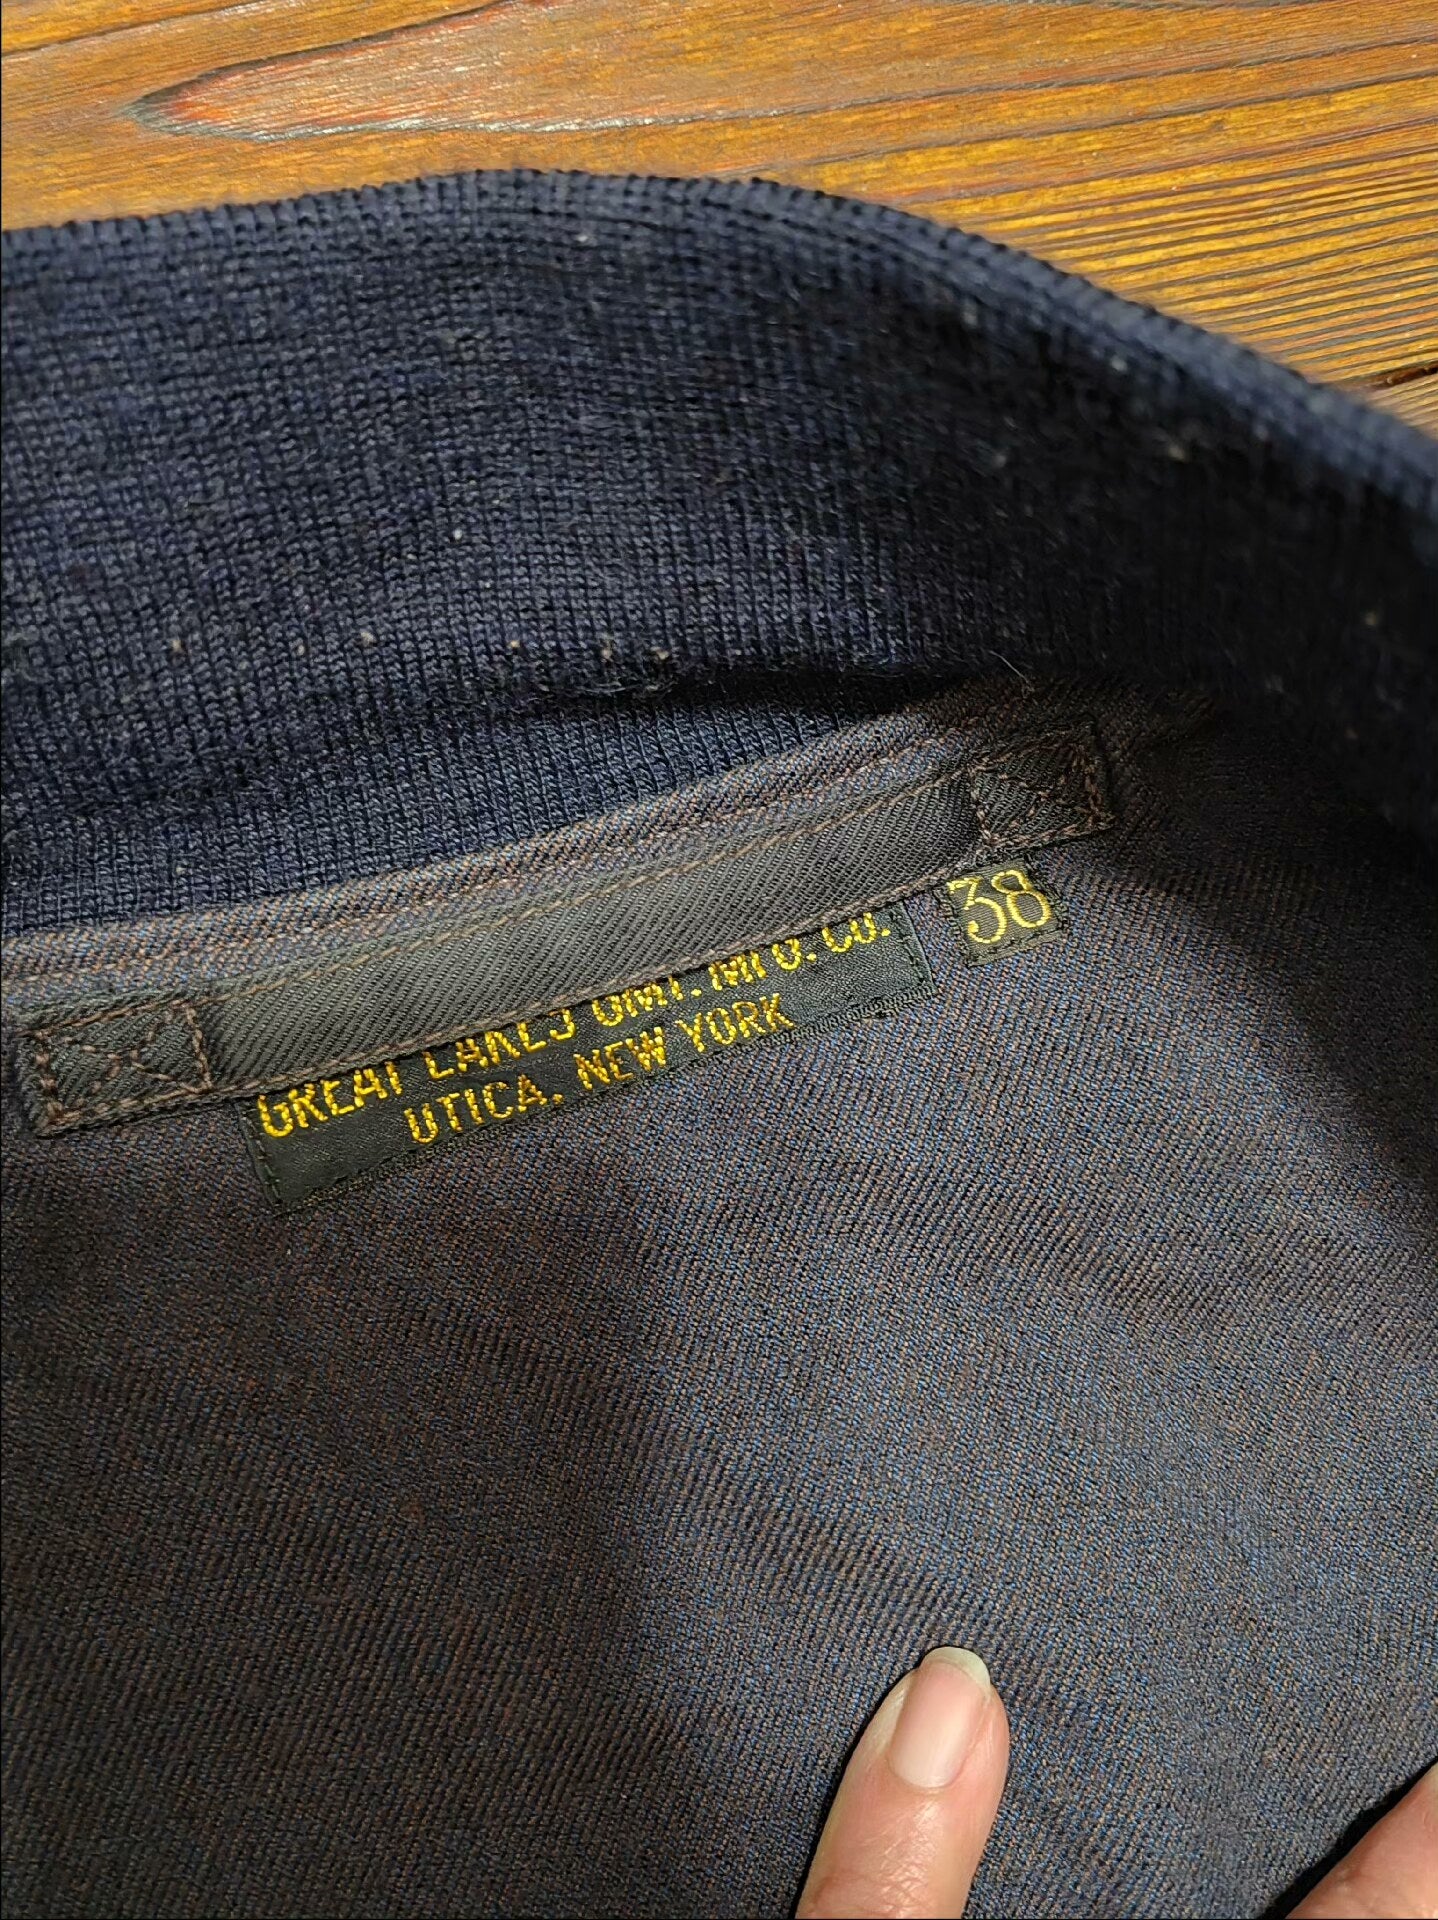 GREAT LAKES GMT. MFG. CO.
UTICA, NEW YORK
38